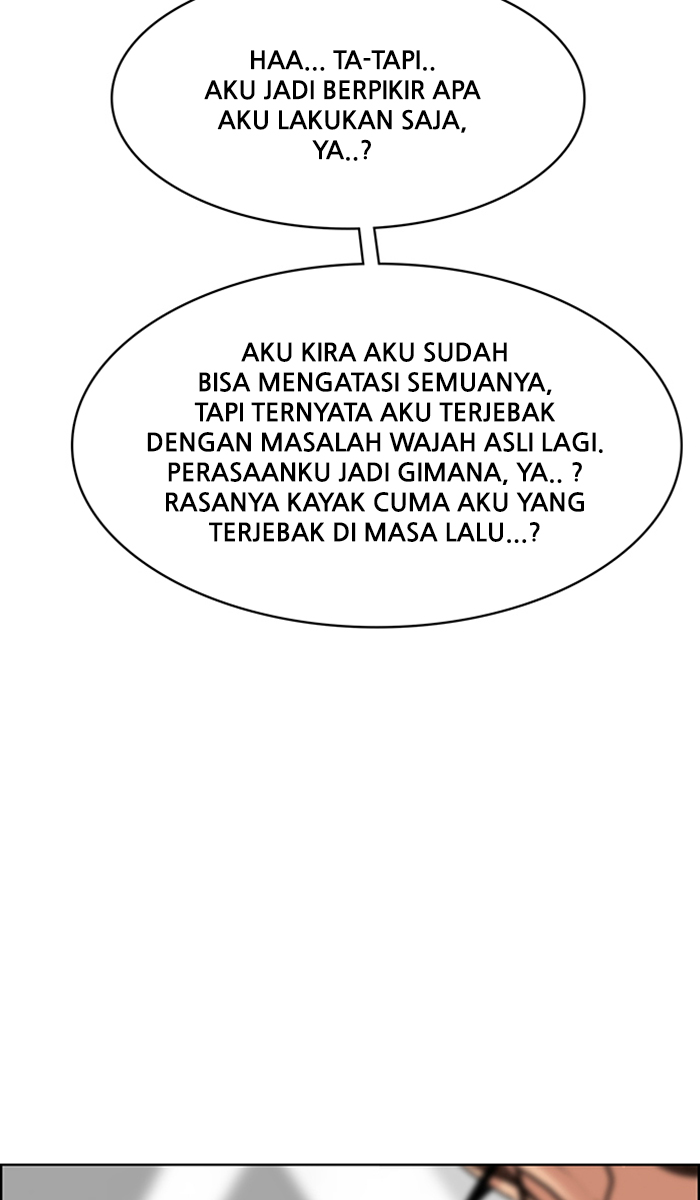 HAA... TA-TAPI..
AKU JADI BERPIKIR APA
AKU LAKUKAN SAJA,
YA..?
AKU KIRA AKU SUDAH
BISA MENGATASI SEMUANYA,
TAPI TERNYATA AKU TERJEBAK
DENGAN MASALAH WAJAH ASLI LAGI.
PERASAANKU JADI GIMANA, YA.. ?
RASANYA KAYAK CUMA AKU YANG
TERJEBAK DI MASA LALU...?